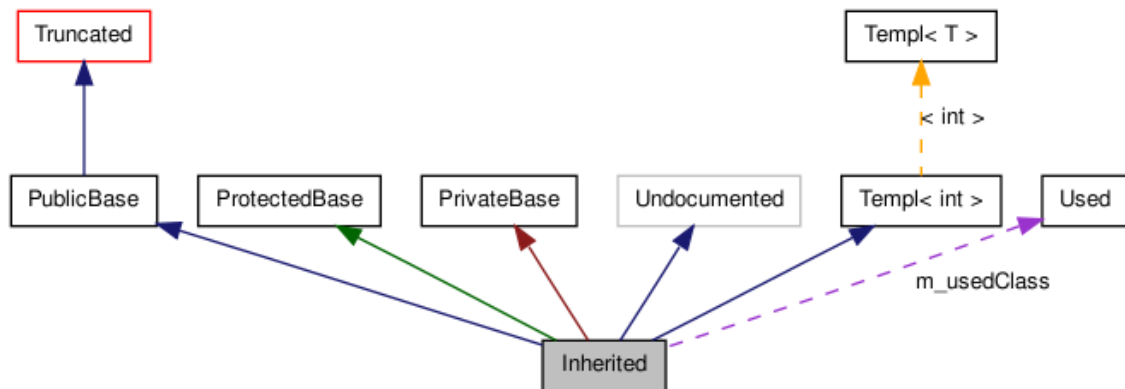 Truncated
Templ< T >
< int >
PublicBase
ProtectedBase
PrivateBase
Undocumented
Templ< int >
Used
m_usedClass
Inherited